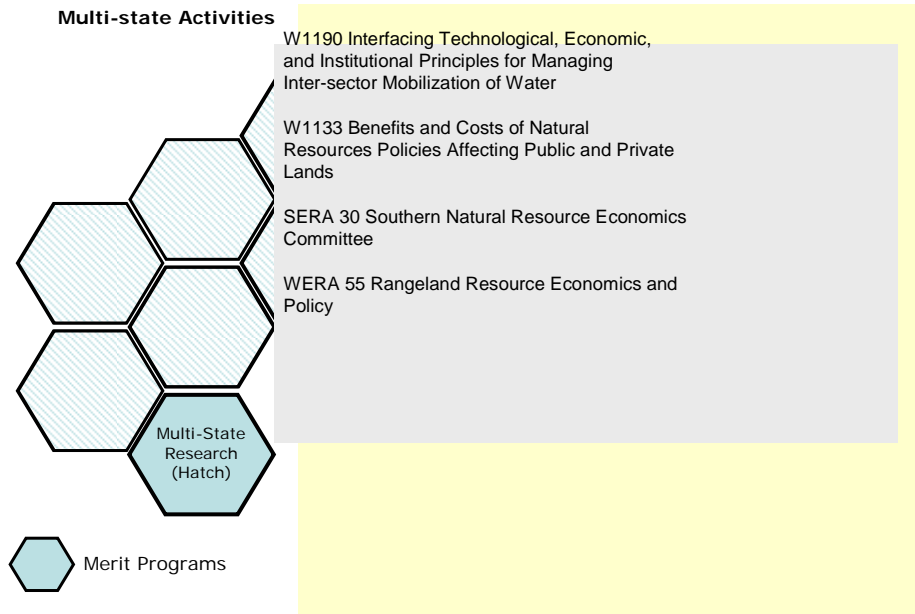 Multi-state Activities
W1190 Interfacing Technological, Economic,
and Institutional Principles for Managing
Inter-sector Mobilization of Water
W1133 Benefits and Costs of Natural
Resources Policies Affecting Public and Private
Lands
SERA 30 Southern Natural Resource Economics
Committee
WERA 55 Rangeland Resource Economics and
Policy
Multi-State
Research
(Hatch)
Merit Programs